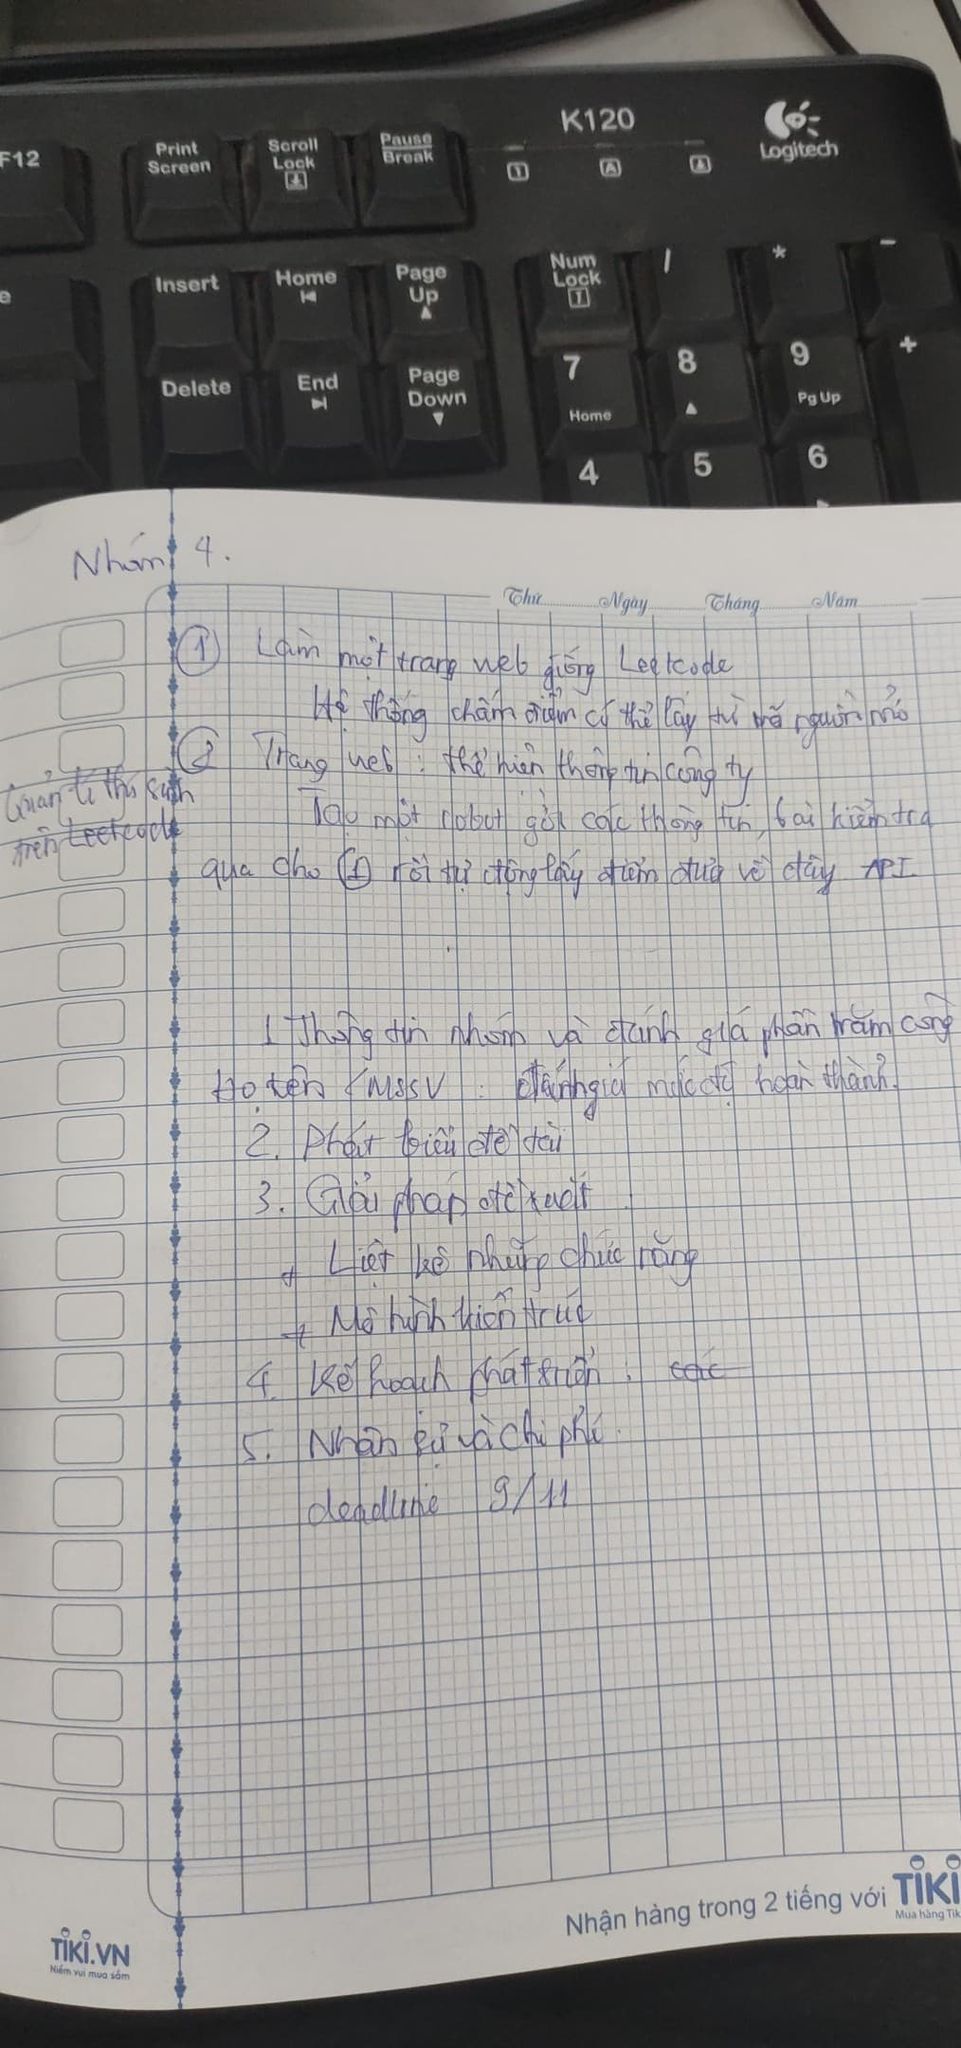 K120
Logitech
F12
Print Screen
Scroll Lock
Pause Break
1
A
Insert
Home
Page Up
Num Lock
1
/
*
-
e
Delete
End
Page Down
7 Home
8
9 Pg Up
+
4
5
6
Nhóm 4.
Thứ Ngày Tháng Năm
① Làm một trang web giống Leetcode
Hệ thống chấm điểm có thể lấy từ mã nguồn mở
② Trang web: thể hiện thông tin công ty
Quản lí thí sinh
trên Leetcode
Tạo một robot gửi các thông tin, bài kiểm tra
qua cho ① rồi tự động lấy điểm đưa về đây API
1 Thông tin nhóm và đánh giá phần trăm công
Họ tên / MSSV : đánh giá mức độ hoàn thành.
2. Phát biểu đề tài
3. Giải pháp đề xuất.
+ Liệt kê những chức năng
+ Mô hình kiến trúc
4. Kế hoạch phát triển : các
5. Nhân sự và chi phí.
deadline 9/11
Nhận hàng trong 2 tiếng với TIKI
Mua hàng Tik
TIKI.VN
Niềm vui mua sắm